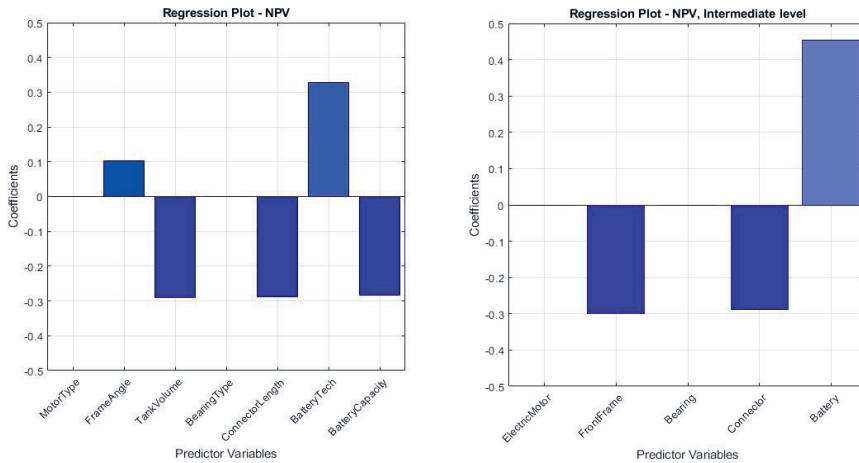 Regression Plot - NPV
0.5
0.4
0.3
0.2
0.1
0
-0.1
-0.2
-0.3
-0.4
-0.5
Coefficients
MotorType
FrameAngle
TankVolume
BearingType
ConnectorLength
BatteryTech
BatteryCapacity
Predictor Variables
Regression Plot - NPV, Intermediate level
0.5
0.4
0.3
0.2
0.1
0
-0.1
-0.2
-0.3
-0.4
-0.5
Coefficients
ElectricMotor
FrontFrame
Bearing
Connector
Battery
Predictor Variables